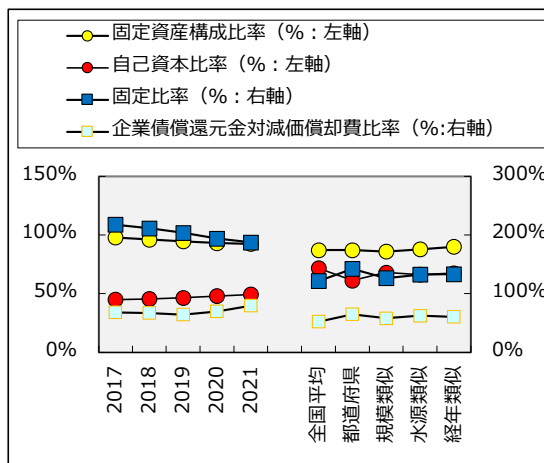 固定資産構成比率（%：左軸）
自己資本比率（%：左軸）
固定比率（%：右軸）
企業債償還元金対減価償却費比率（%:右軸）
150% 300%
100% 200%
50% 100%
0% 0%
2017 2018 2019 2020 2021 全国平均 都道府県 規模類似 水源類似 経年類似